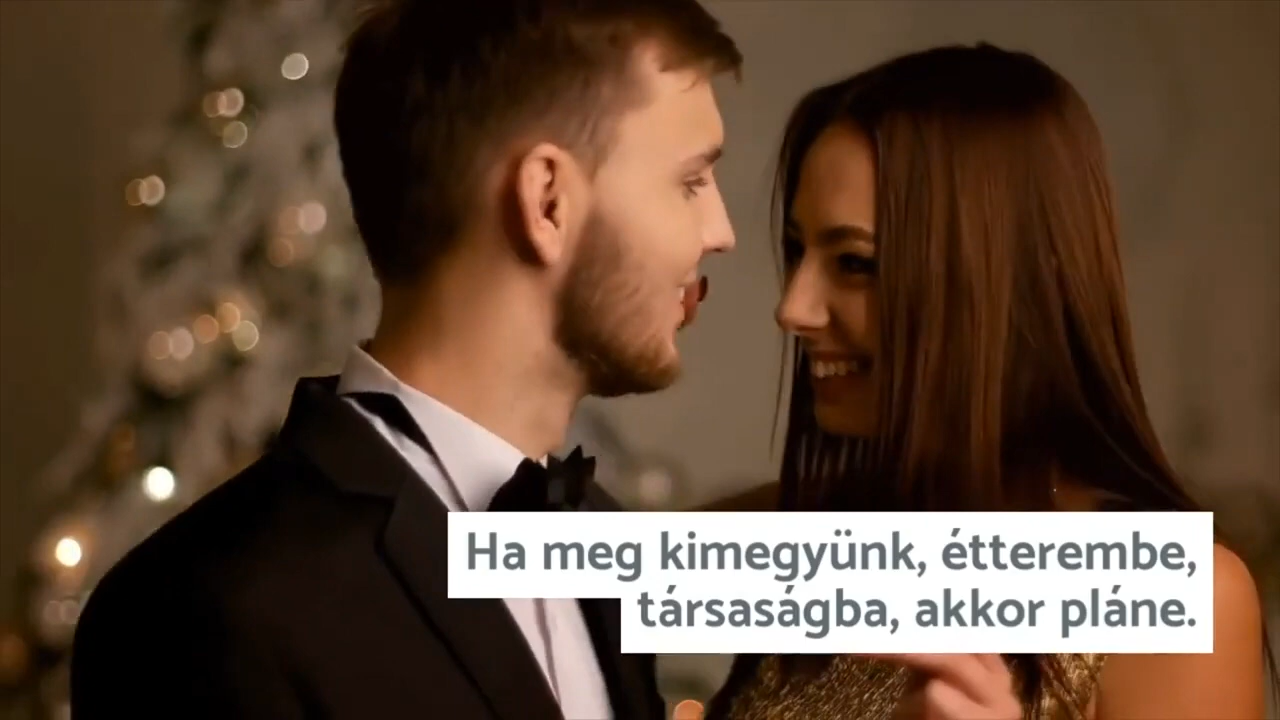 Ha meg kimegyünk, étterembe,
társaságba, akkor pláne.